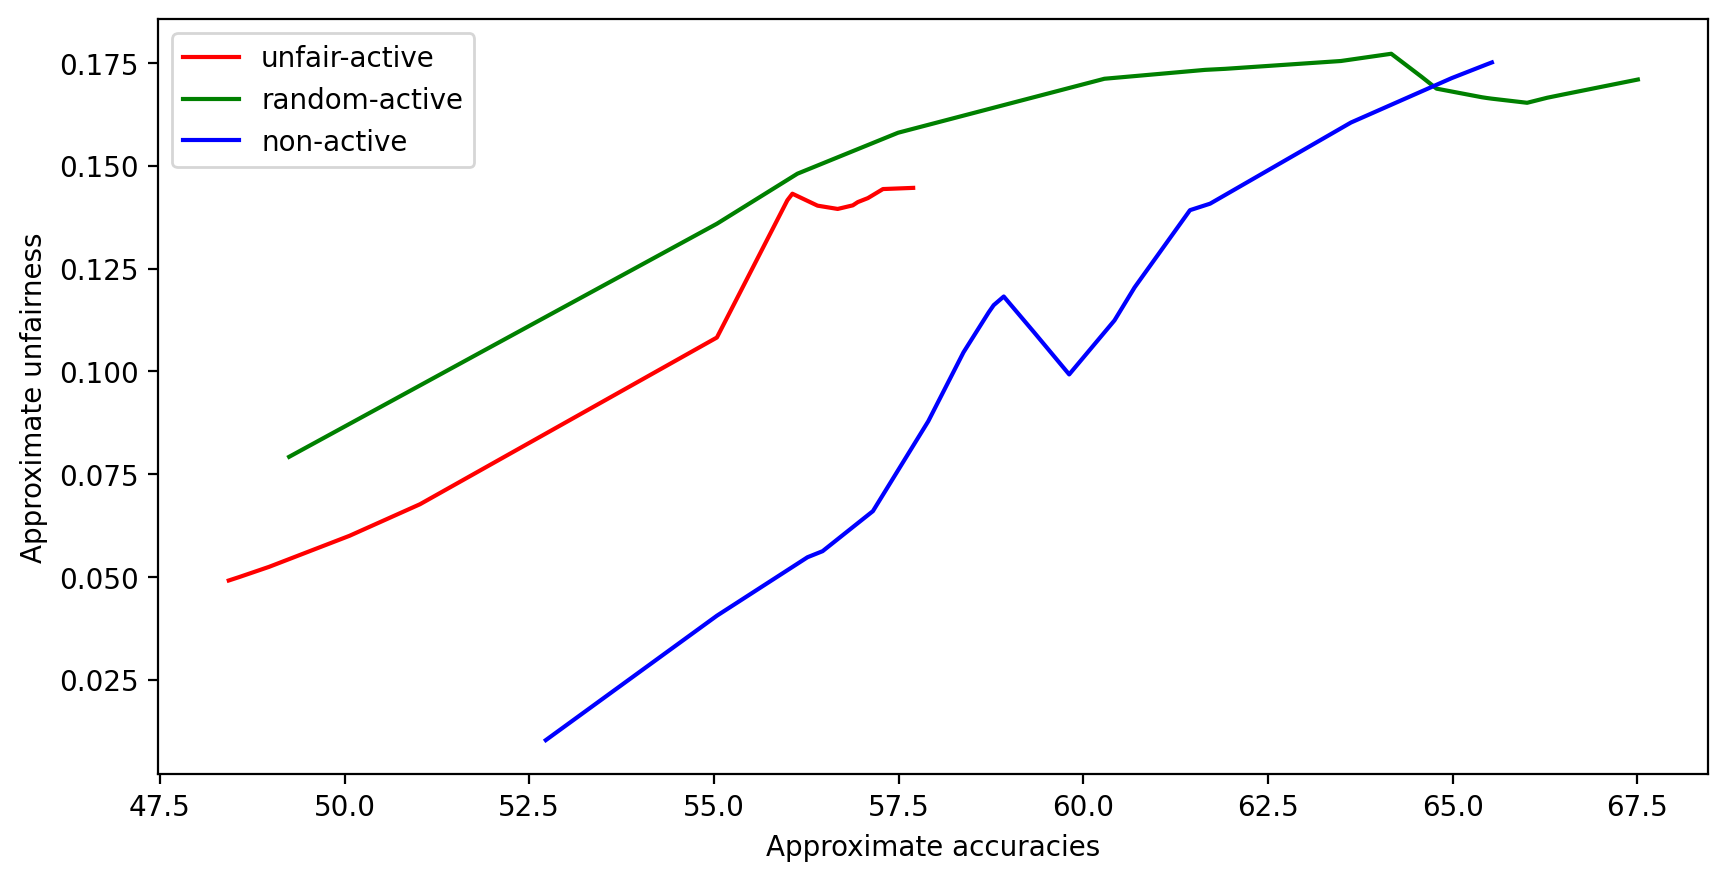 unfair-active
random-active
non-active
0.175
0.150
0.125
0.100
0.075
0.050
0.025
Approximate unfairness
47.5 50.0 52.5 55.0 57.5 60.0 62.5 65.0 67.5
Approximate accuracies